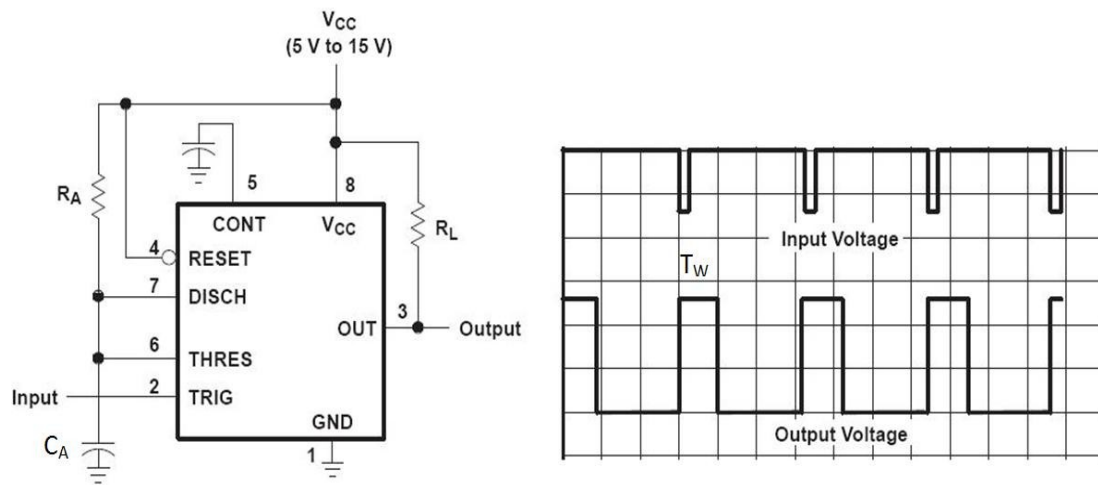 VCC
(5 V to 15 V)
RA
5
8
CONT
VCC
RL
4
RESET
7
DISCH
3
OUT
Output
6
THRES
Input
2
TRIG
GND
CA
1
Input Voltage
TW
Output Voltage